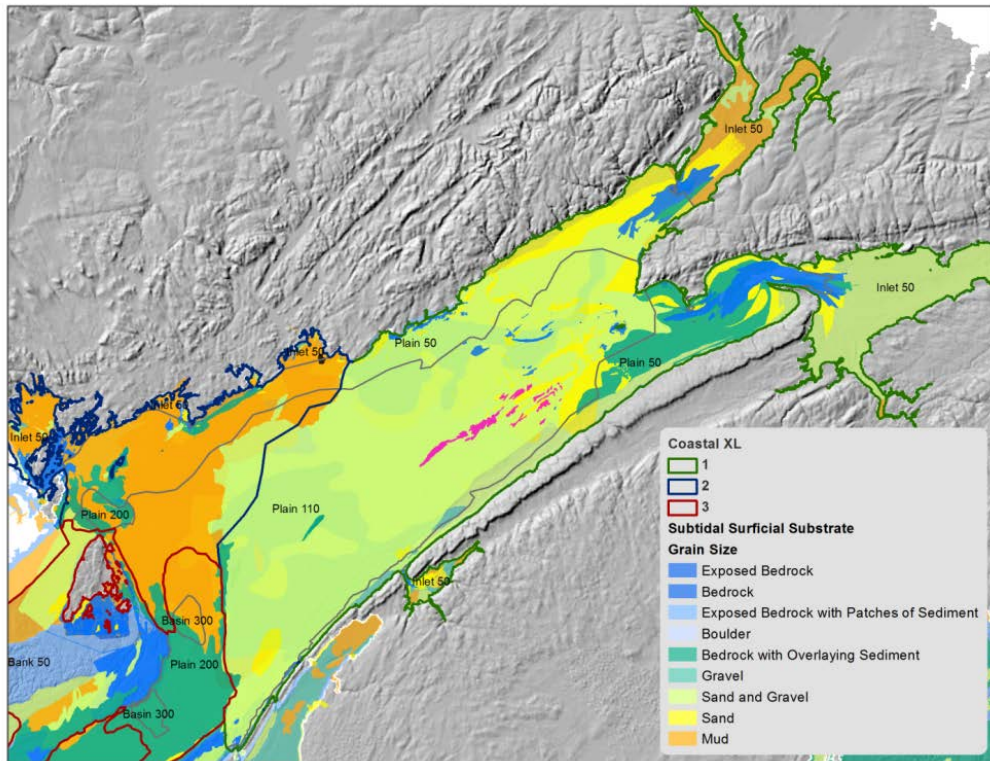 Inlet 50
Inlet 50
Plain 50
Inlet 50
Plain 50
Inlet 50
Inlet 50
Plain 200
Plain 110
Inlet 50
Basin 300
Bank 50
Plain 200
Basin 300
Coastal XL
1
2
3
Subtidal Surficial Substrate
Grain Size
Exposed Bedrock
Bedrock
Exposed Bedrock with Patches of Sediment
Boulder
Bedrock with Overlaying Sediment
Gravel
Sand and Gravel
Sand
Mud